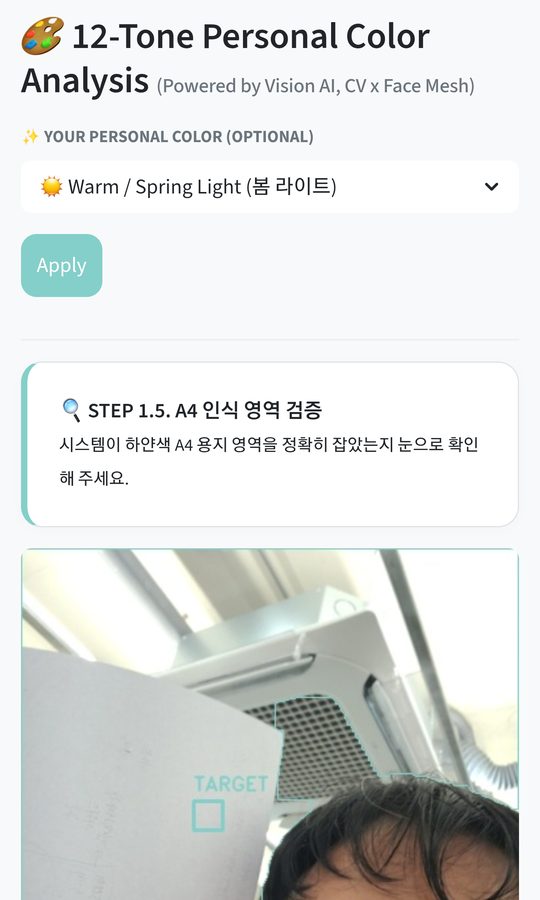 🎨 12-Tone Personal Color
Analysis (Powered by Vision AI, CV x Face Mesh)
✨ YOUR PERSONAL COLOR (OPTIONAL)
☀️ Warm / Spring Light (봄 라이트)
Apply
🔍 STEP 1.5. A4 인식 영역 검증
시스템이 하얀색 A4 용지 영역을 정확히 잡았는지 눈으로 확인
해 주세요.
TARGET